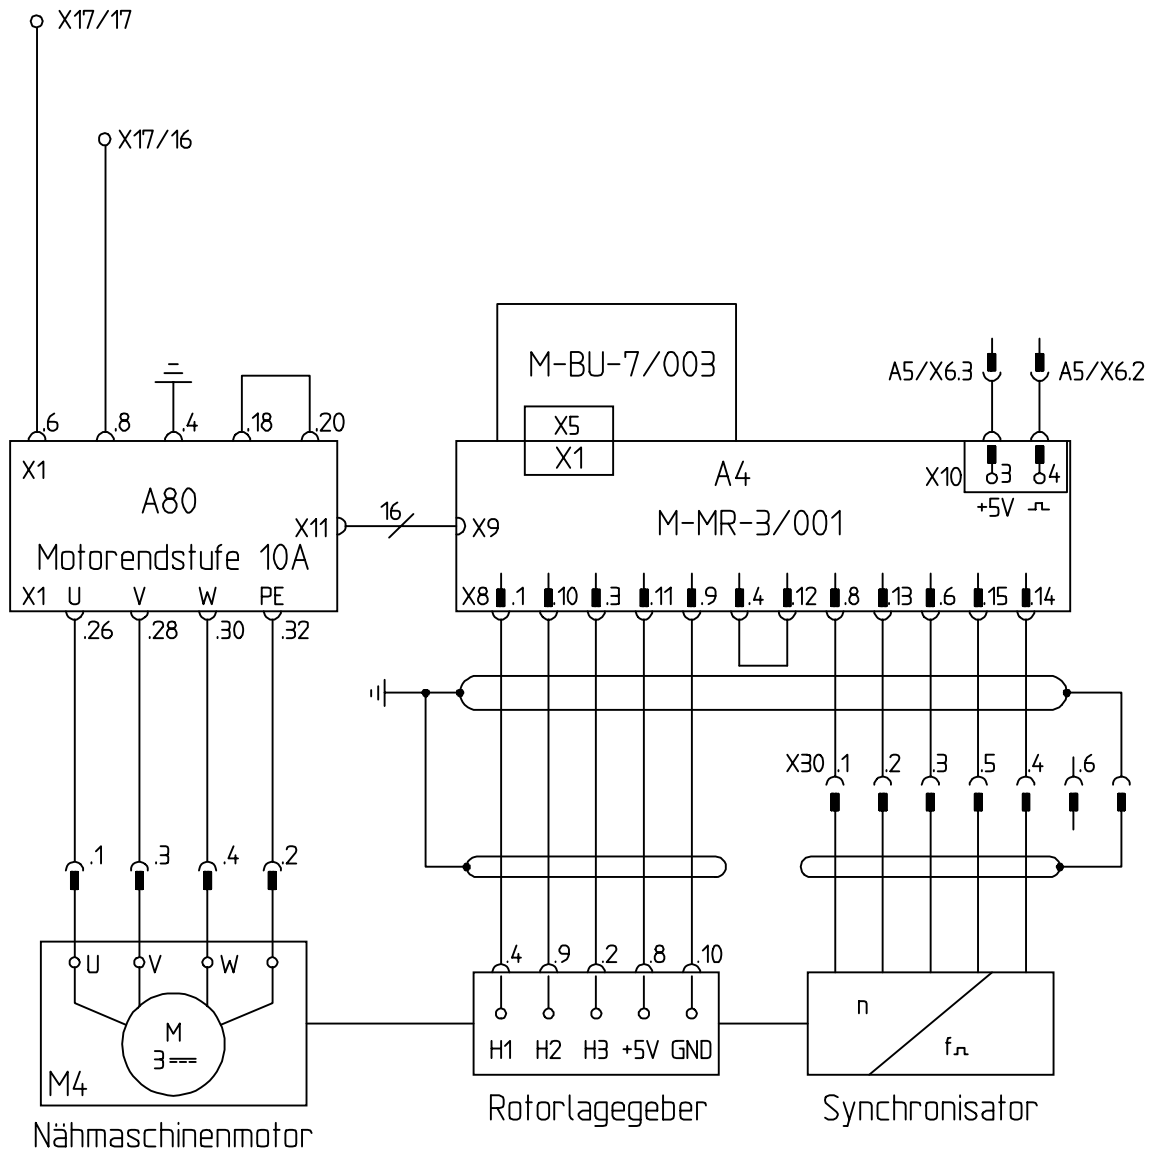 X17/17
X17/16
.6 .8 .4 .18 .20
X1
A80
X11
Motorendstufe 10A
X1 U V W PE
.26 .28 .30 .32
16
M-BU-7/003
X5
X1
A4
M-MR-3/001
X9
A5/X6.3 A5/X6.2
X10 3 4
+5V
X8 .1 .10 .3 .11 .9 .4 .12 .8 .13 .6 .15 .14
X30 .1 .2 .3 .5 .4 .6
.1 .3 .4 .2
U V W
M
3
M4
Nähmaschinenmotor
.4 .9 .2 .8 .10
H1 H2 H3 +5V GND
Rotorlagegeber
n
f
Synchronisator